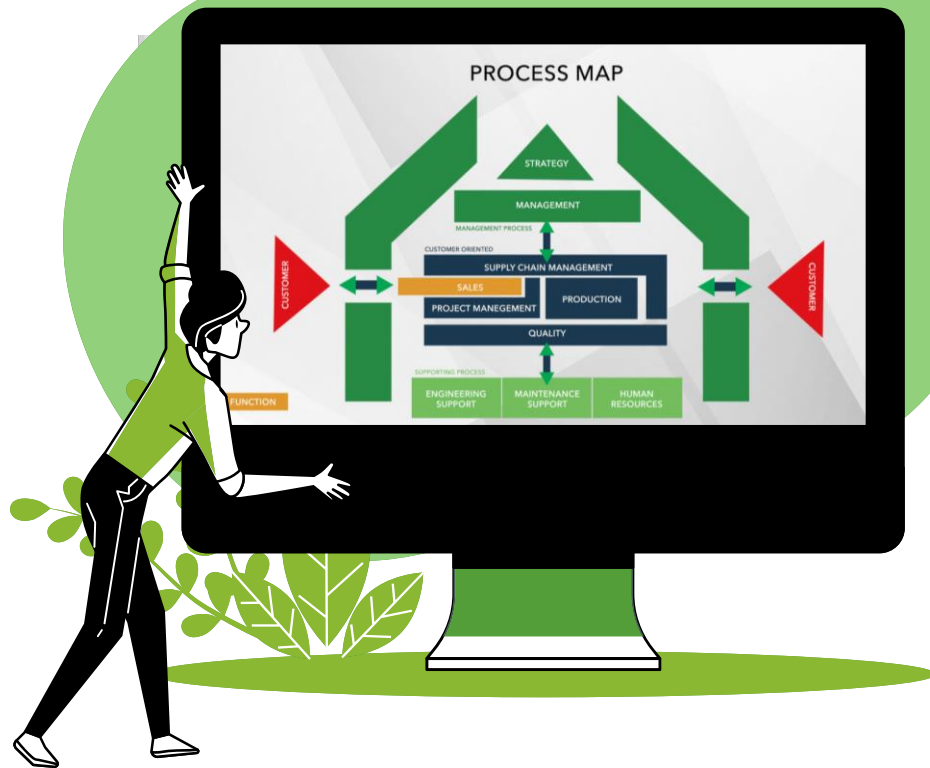 PROCESS MAP
STRATEGY
MANAGEMENT
MANAGEMENT PROCESS
CUSTOMER ORIENTED
SUPPLY CHAIN MANAGEMENT
CUSTOMER
SALES
PRODUCTION
CUSTOMER
PROJECT MANEGEMENT
QUALITY
SUPPORTING PROCESS
ENGINEERING
SUPPORT
MAINTENANCE
SUPPORT
HUMAN
RESOURCES
FUNCTION